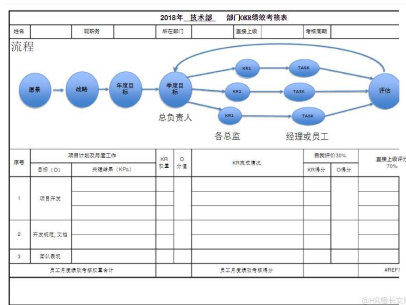 2018年 技术部 部门OKR绩效考核表
姓名 现职务 所在部门 直接上级 考核周期
流程
愿景 战略 年度目标 季度目标 KR1 TASK 评估
KR2 TASK
KR1 TASK
总负责人 各总监 经理或员工
序号 项目计划及月度工作 KR权重 O分值 KR完成情况 自我评价30% 直接上级评分70%
目标（O） 关键结果（KPs） KR得分 O得分
1 项目开发
2 开发规范，文档
3 团队表现
员工月度绩效考核权重合计 员工月度绩效考核得分 #REF